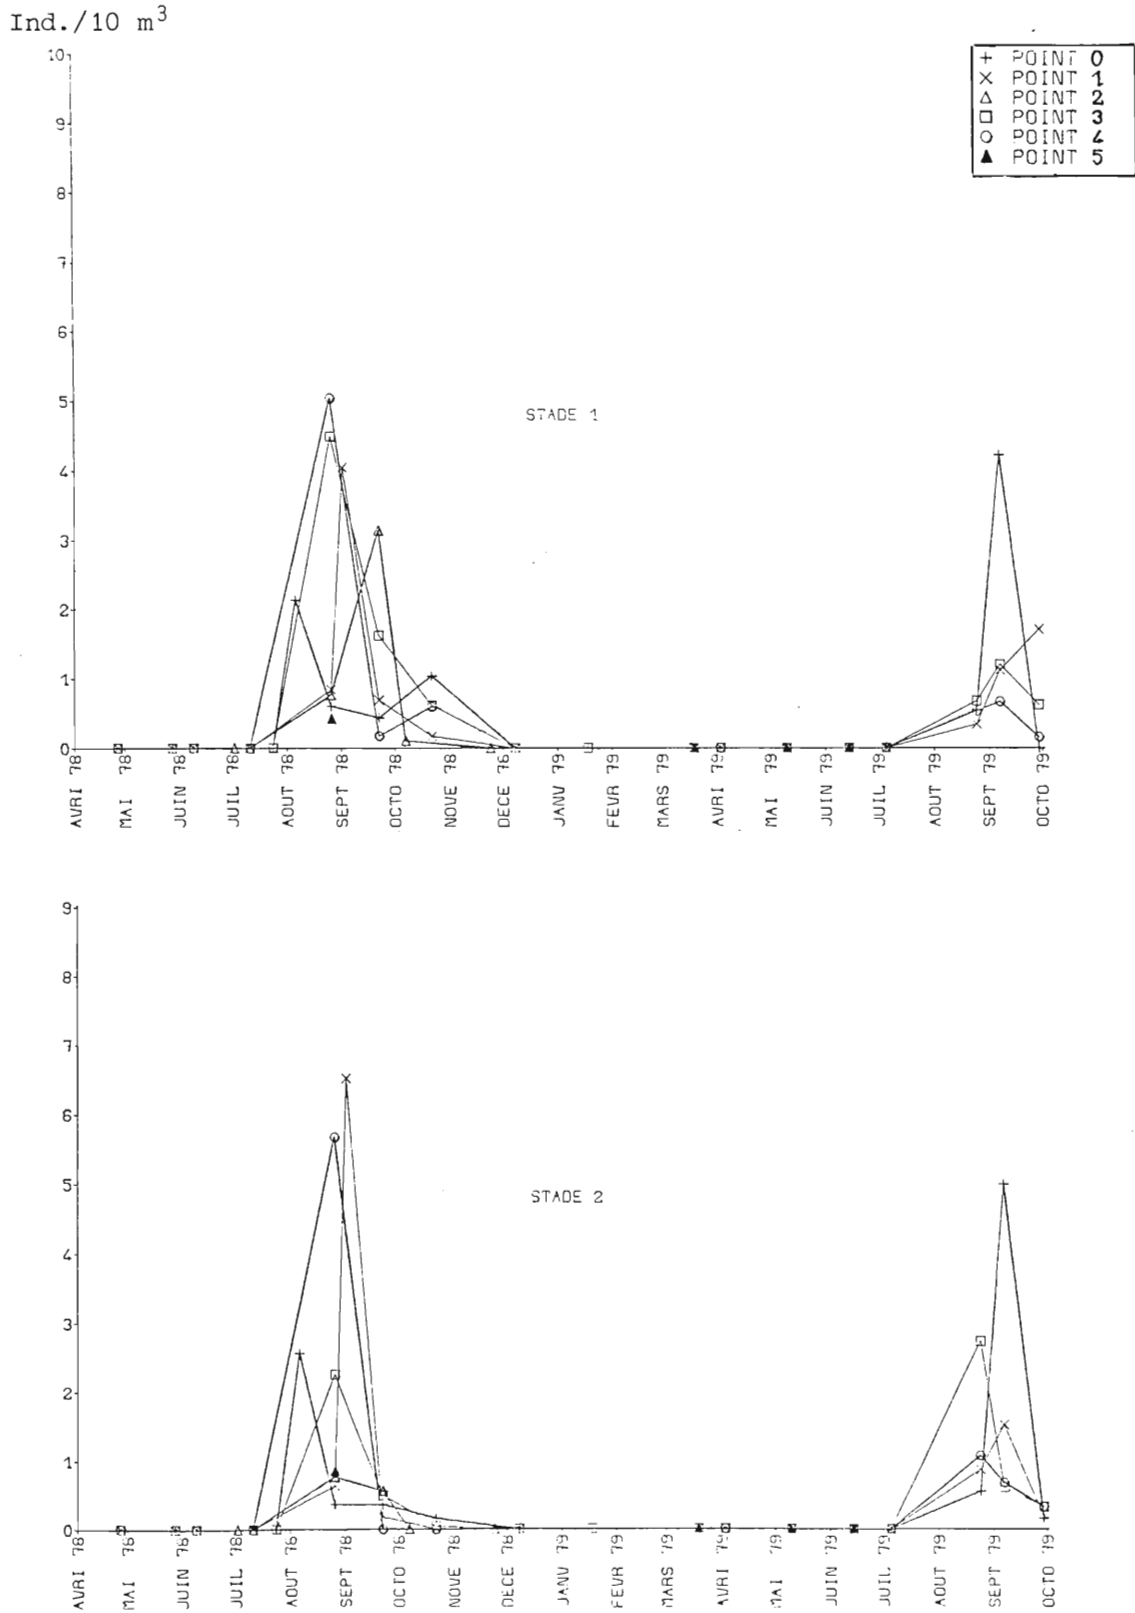 Ind./10 m³
+ POINT 0
× POINT 1
△ POINT 2
□ POINT 3
○ POINT 4
▲ POINT 5
10
9
8
7
6
5
4
3
2
1
0
STADE 1
AVRI 78
MAI 78
JUIN 78
JUIL 78
AOUT 78
SEPT 78
OCTO 78
NOVE 78
DECE 78
JANV 79
FEVR 79
MARS 79
AVRI 79
MAI 79
JUIN 79
JUIL 79
AOUT 79
SEPT 79
OCTO 79
9
8
7
6
5
4
3
2
1
0
STADE 2
AVRI 78
MAI 78
JUIN 78
JUIL 78
AOUT 78
SEPT 78
OCTO 78
NOVE 78
DECE 78
JANV 79
FEVR 79
MARS 79
AVRI 79
MAI 79
JUIN 79
JUIL 79
AOUT 79
SEPT 79
OCTO 79